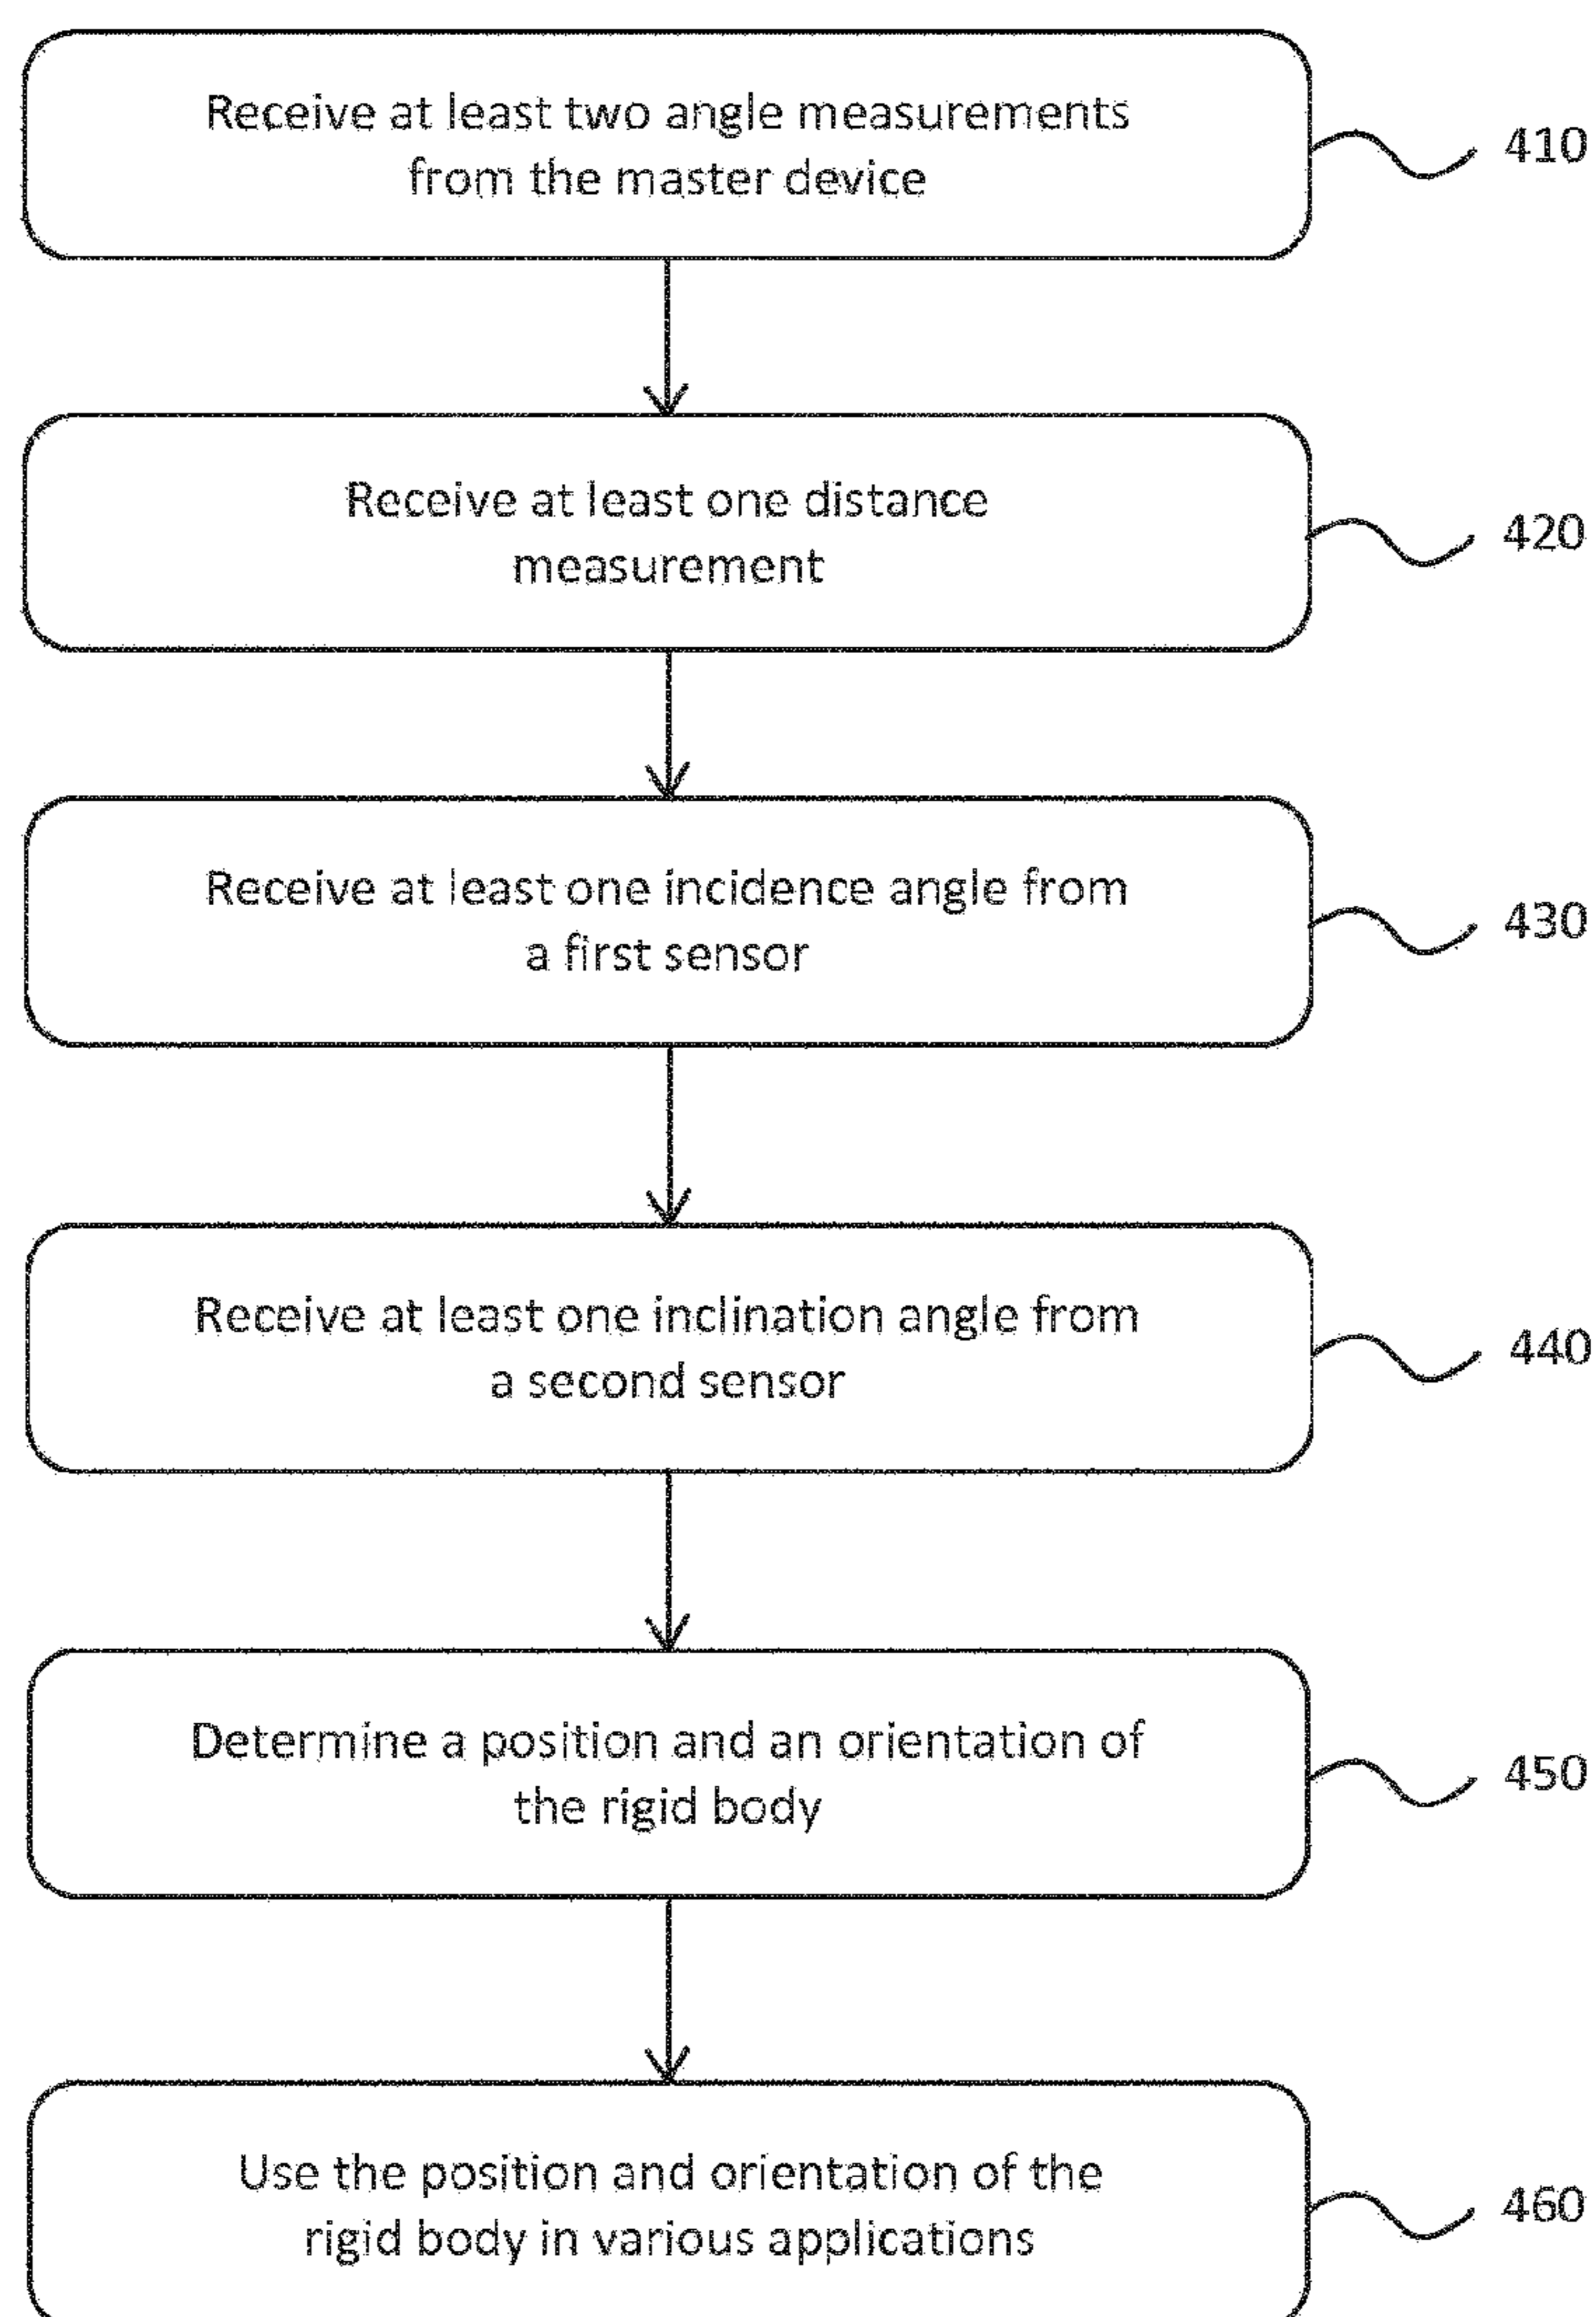 Receive at least two angle measurements
from the master device
410
Receive at least one distance
measurement
420
Receive at least one incidence angle from
a first sensor
430
Receive at least one inclination angle from
a second sensor
440
Determine a position and an orientation of
the rigid body
450
Use the position and orientation of the
rigid body in various applications
460